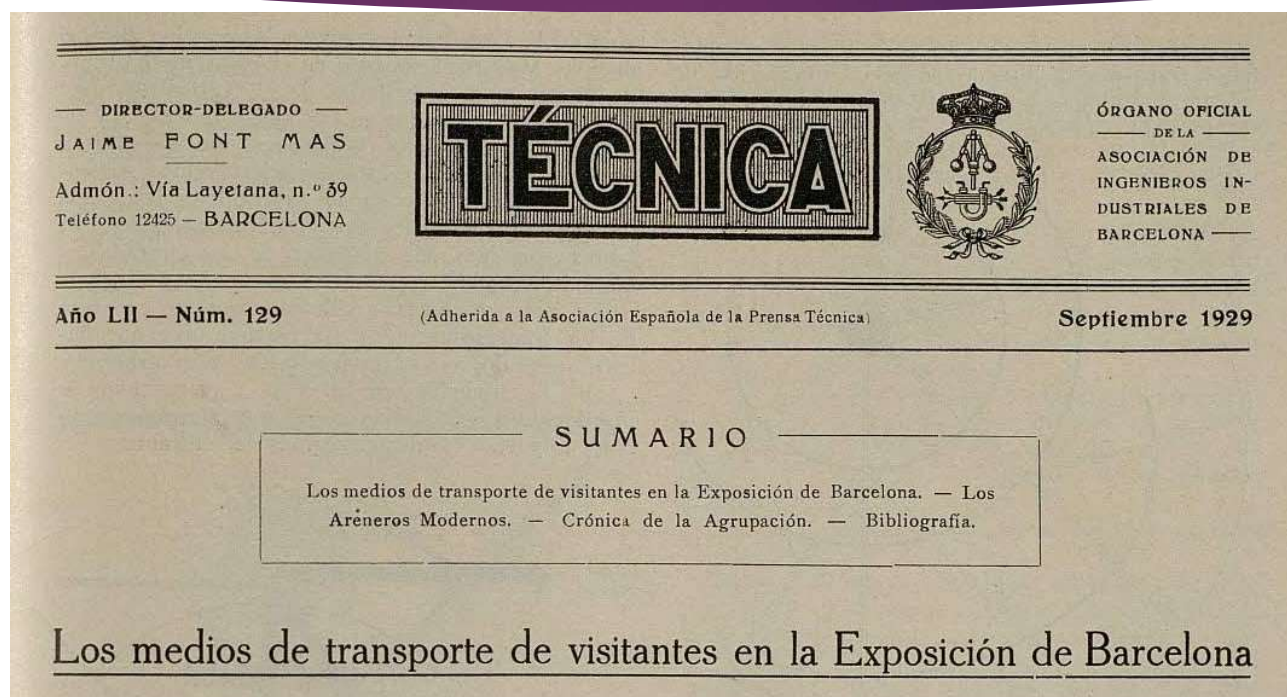 — DIRECTOR-DELEGADO —
JAIME FONT MAS
Admón.: Vía Layetana, n.º 39
Teléfono 12425 — BARCELONA
TÉCNICA
ÓRGANO OFICIAL
— DE LA —
ASOCIACIÓN DE
INGENIEROS IN-
DUSTRIALES DE
BARCELONA —
Año LII — Núm. 129
(Adherida a la Asociación Española de la Prensa Técnica)
Septiembre 1929
SUMARIO
Los medios de transporte de visitantes en la Exposición de Barcelona. — Los
Areneros Modernos. — Crónica de la Agrupación. — Bibliografía.
Los medios de transporte de visitantes en la Exposición de Barcelona